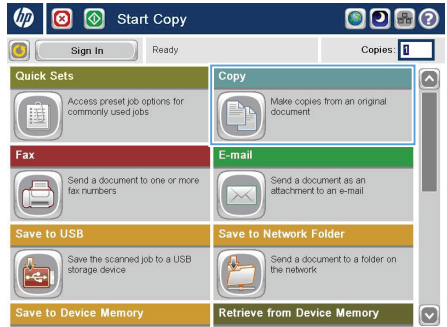 hp Start Copy
Sign In Ready Copies: 1
Quick Sets
Access preset job options for
commonly used jobs
Copy
Make copies from an original
document
Fax
Send a document to one or more
fax numbers
E-mail
Send a document as an
attachment to an e-mail
Save to USB
Save the scanned job to a USB
storage device
Save to Network Folder
Send a document to a folder on
the network
Save to Device Memory
Retrieve from Device Memory